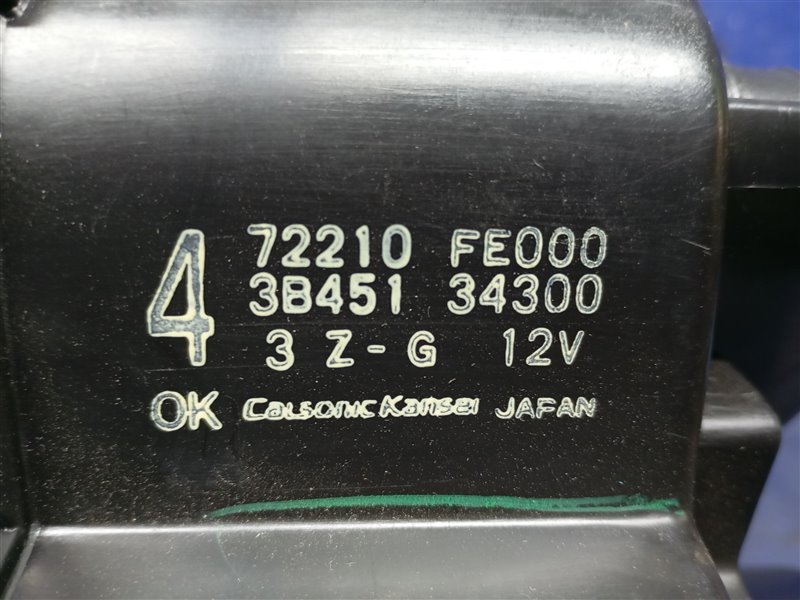 4
72210 FE000
3B451 34300
3 Z-G 12V
OK CalsonicKansei JAPAN